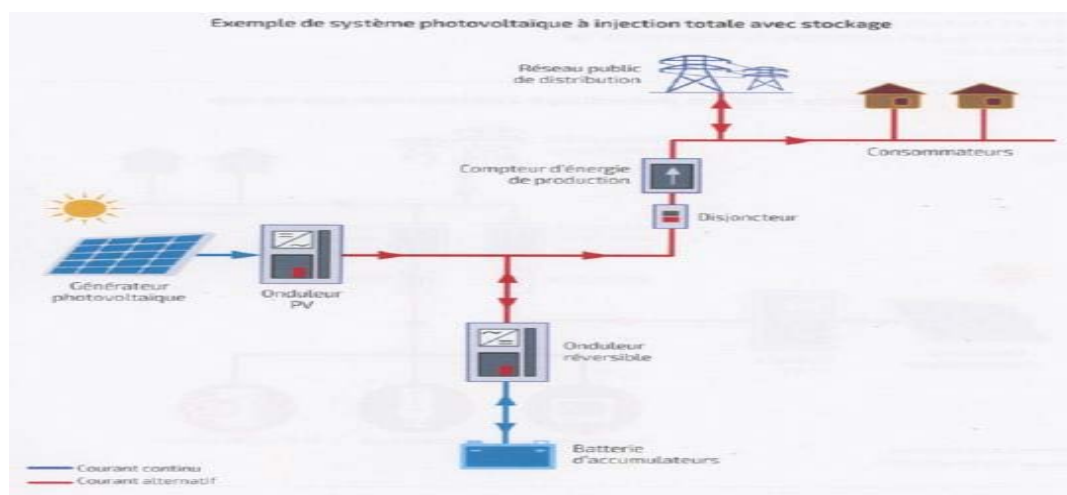 Exemple de système photovoltaïque à injection totale avec stockage
Réseau public
de distribution
Consommateurs
Compteur d'énergie
de production
Disjoncteur
Générateur
photovoltaïque
Onduleur
PV
Onduleur
réversible
Batterie
d'accumulateurs
Courant continu
Courant alternatif